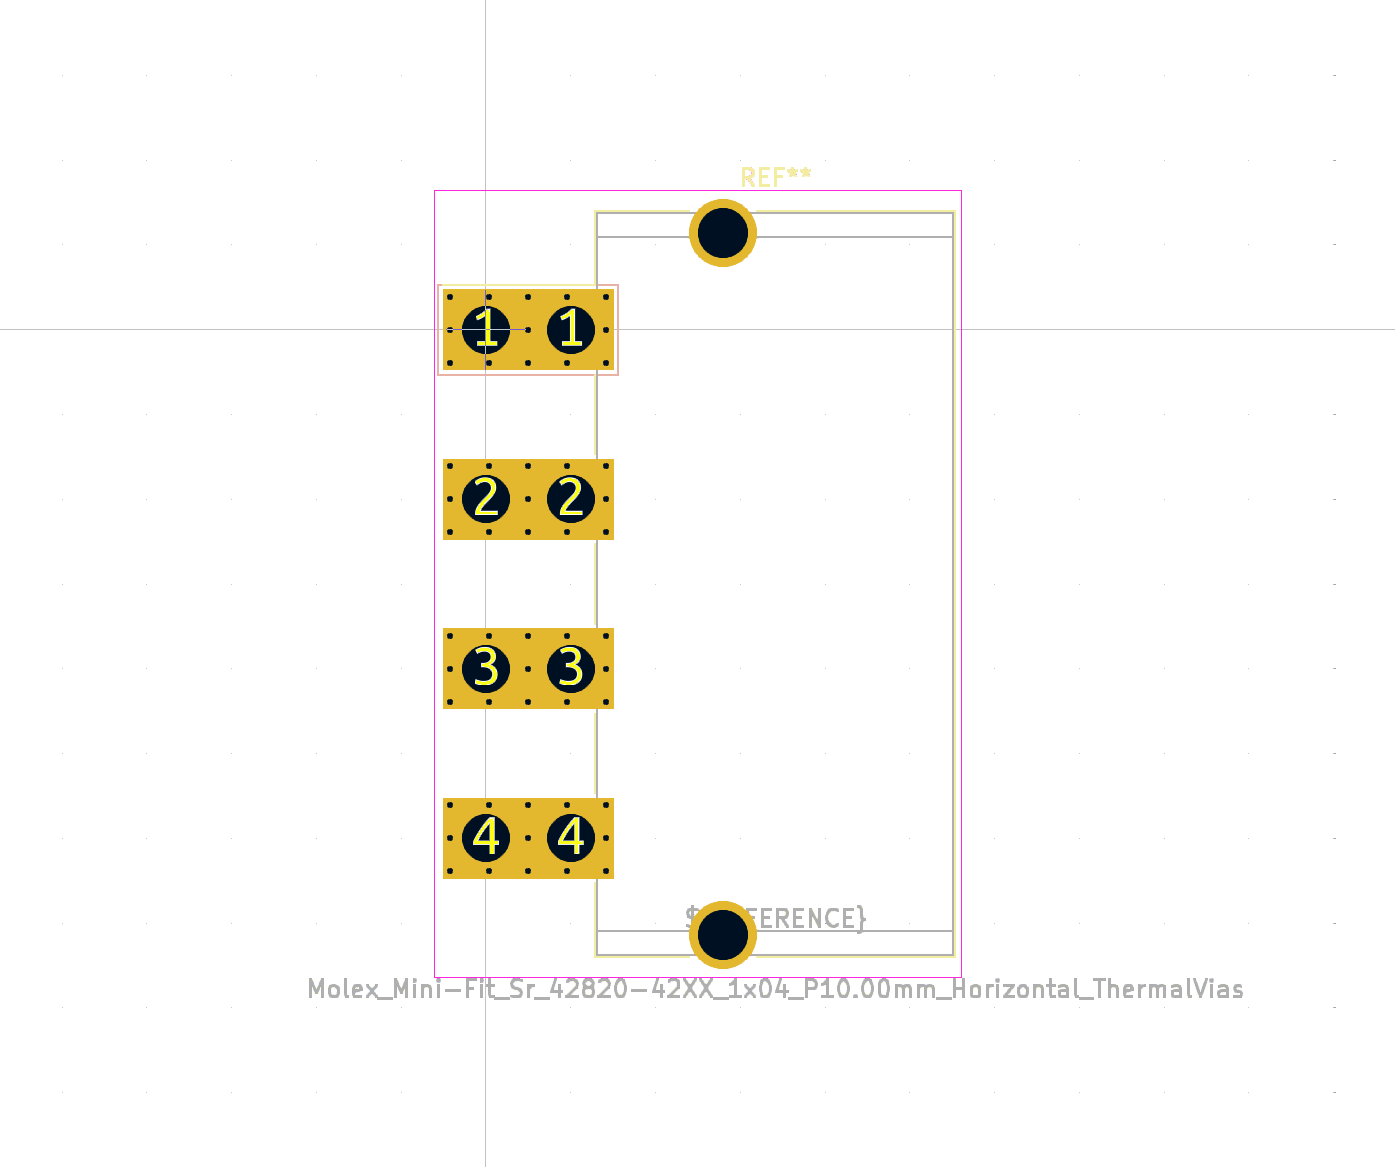 REF**
1 1
2 2
3 3
4 4
ERENCE}
Molex_Mini-Fit_Sr_42820-42XX_1x04_P10.00mm_Horizontal_ThermalVias